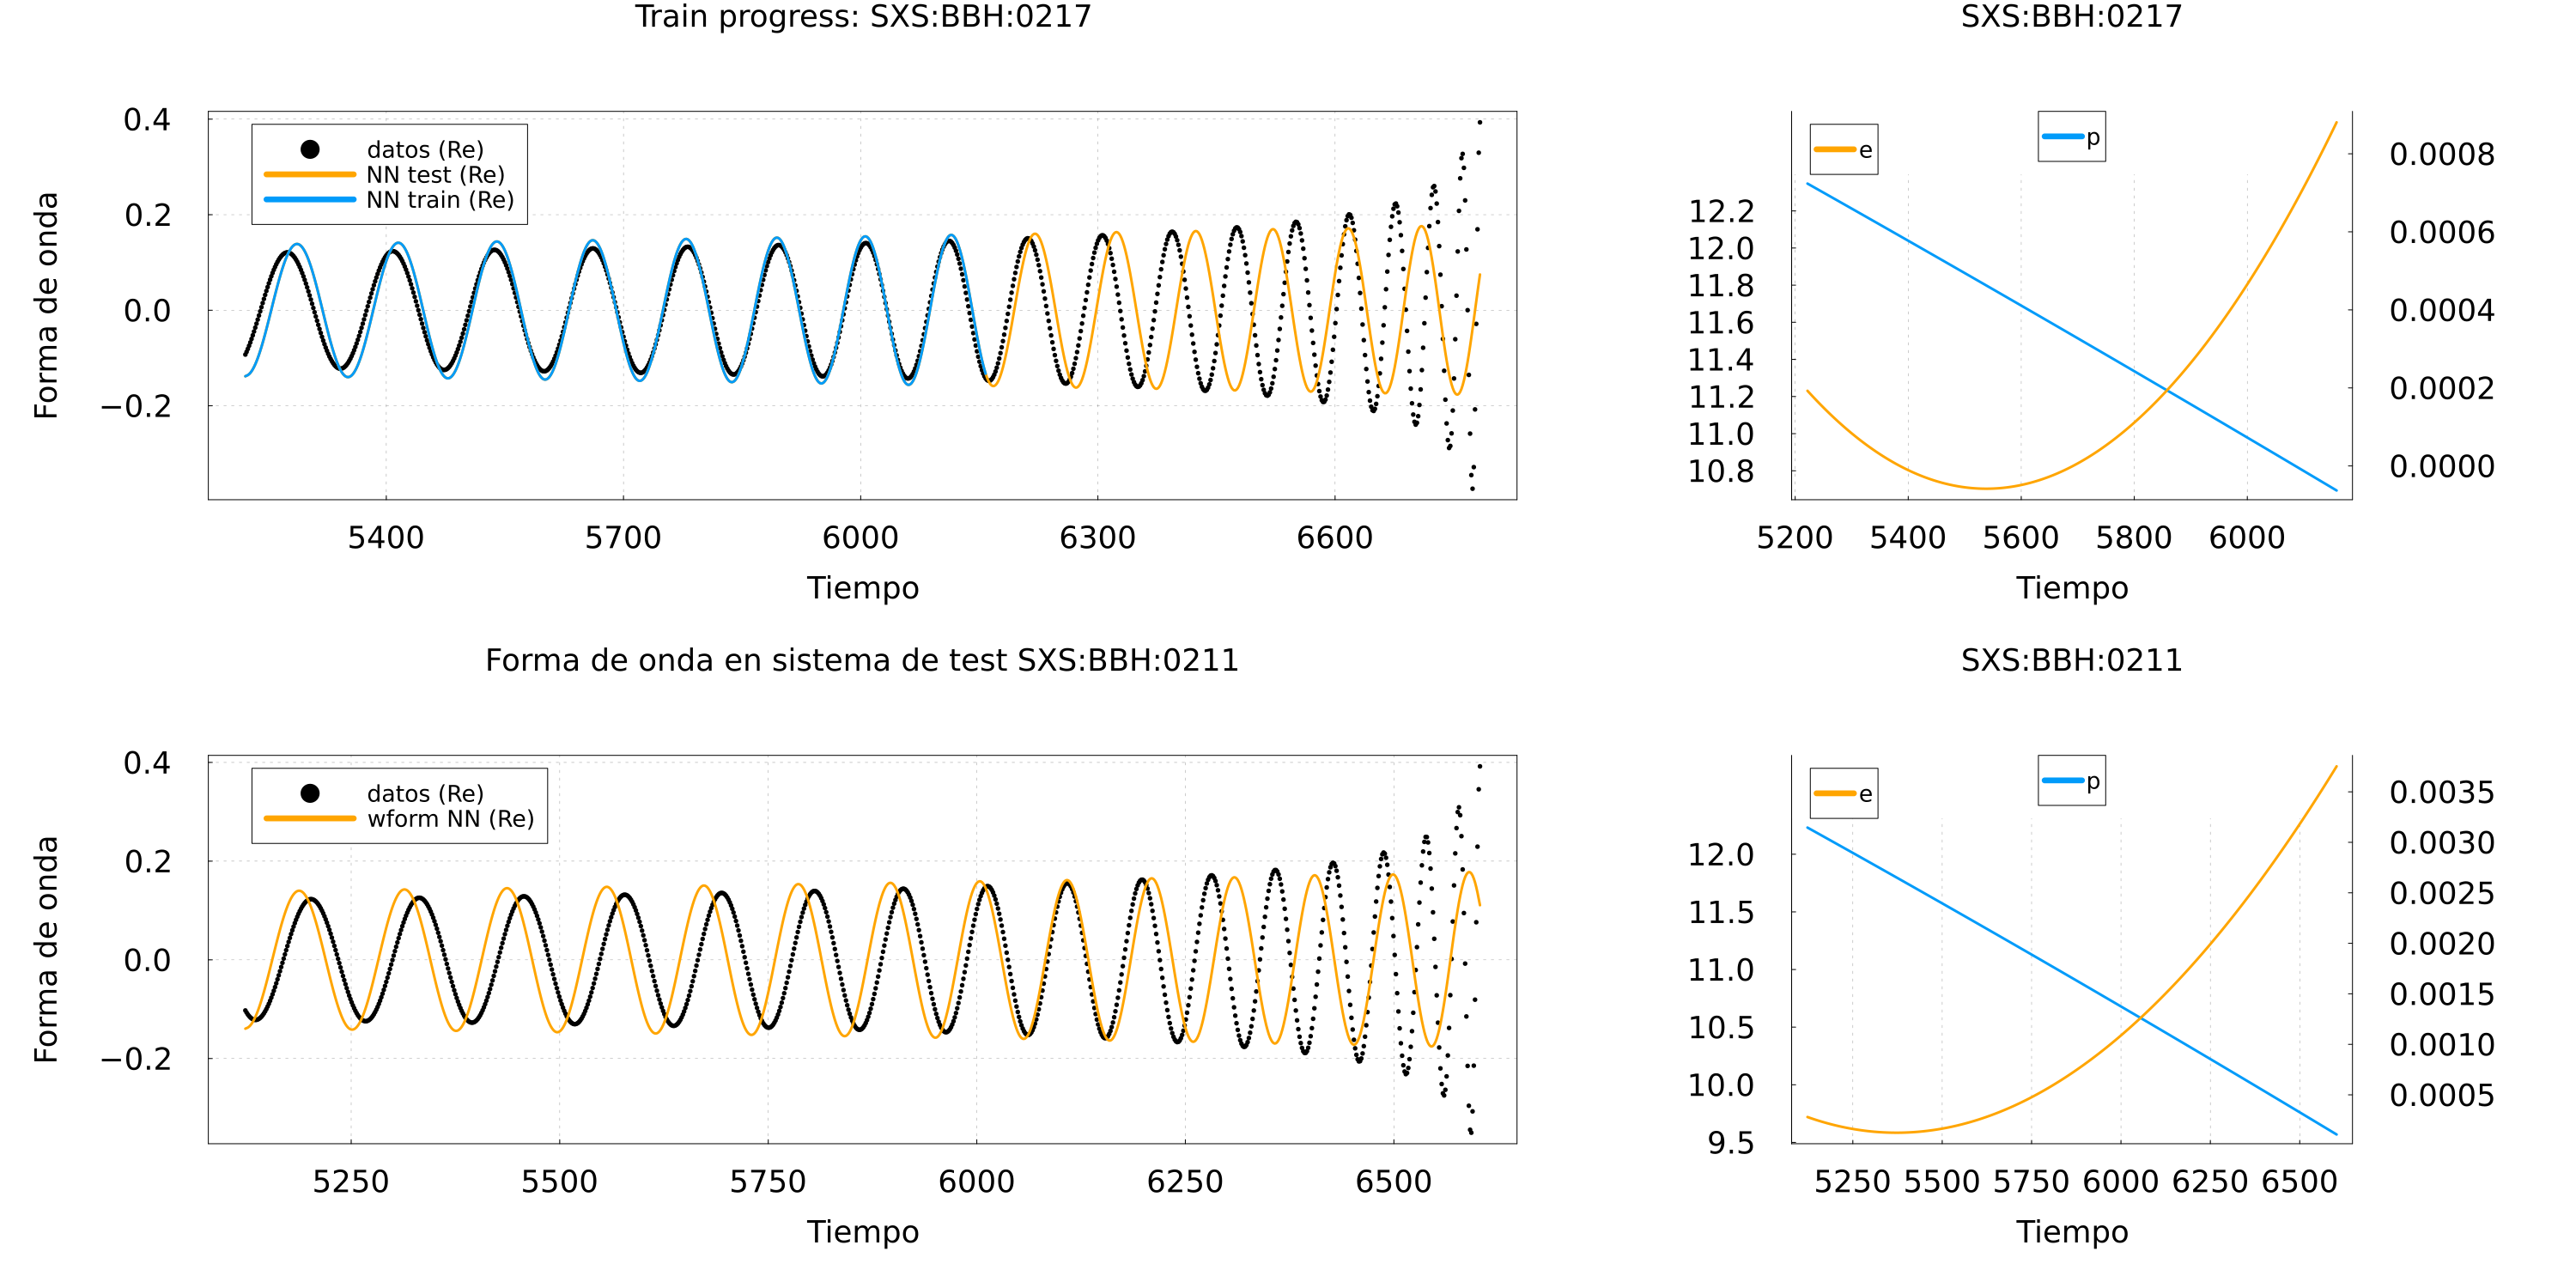 Train progress: SXS:BBH:0217
Forma de onda
0.4
0.2
0.0
−0.2
datos (Re)
NN test (Re)
NN train (Re)
5400 5700 6000 6300 6600
Tiempo
SXS:BBH:0217
e
p
12.2
12.0
11.8
11.6
11.4
11.2
11.0
10.8
0.0008
0.0006
0.0004
0.0002
0.0000
5200 5400 5600 5800 6000
Tiempo
Forma de onda en sistema de test SXS:BBH:0211
Forma de onda
0.4
0.2
0.0
−0.2
datos (Re)
wform NN (Re)
5250 5500 5750 6000 6250 6500
Tiempo
SXS:BBH:0211
e
p
12.0
11.5
11.0
10.5
10.0
9.5
0.0035
0.0030
0.0025
0.0020
0.0015
0.0010
0.0005
5250 5500 5750 6000 6250 6500
Tiempo